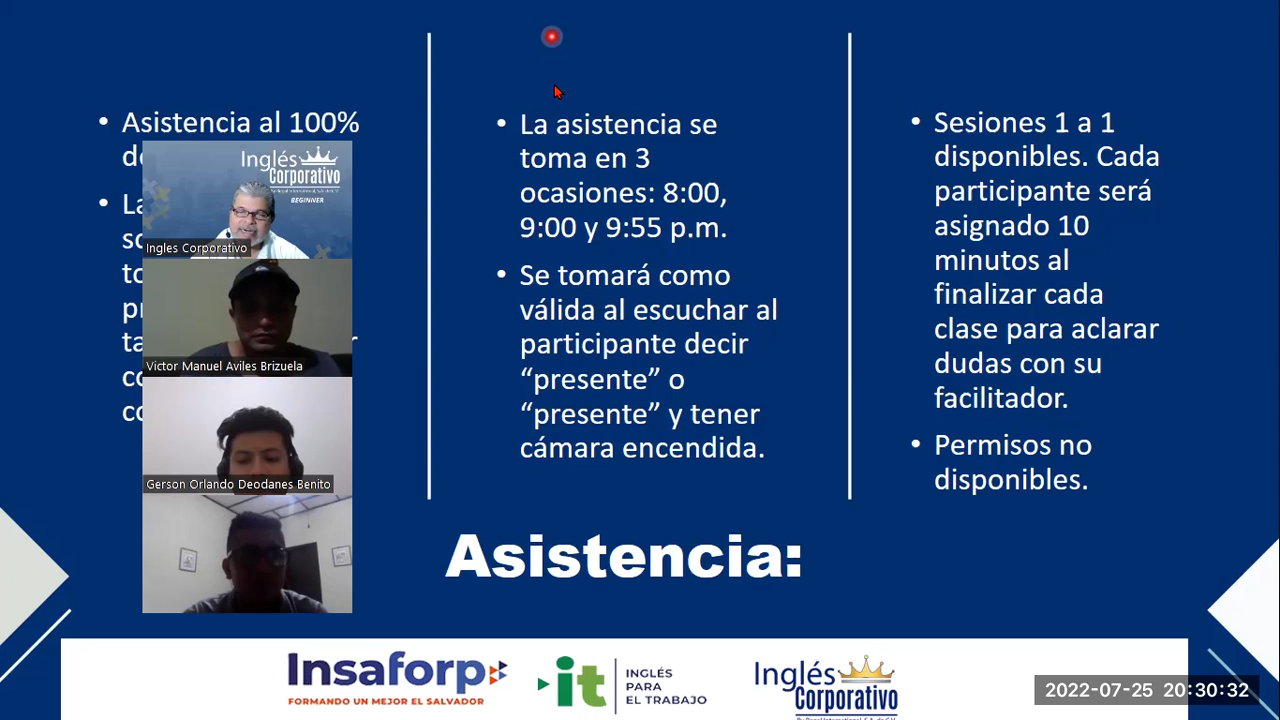 • Asistencia al 100%
• La asistencia se
toma en 3
ocasiones: 8:00,
9:00 y 9:55 p.m.
• Se tomará como
válida al escuchar al
participante decir
“presente” o
“presente” y tener
cámara encendida.
• Sesiones 1 a 1
disponibles. Cada
participante será
asignado 10
minutos al
finalizar cada
clase para aclarar
dudas con su
facilitador.
• Permisos no
disponibles.
Inglés
Corporativo
BEGINNER
Ingles Corporativo
Victor Manuel Aviles Brizuela
Gerson Orlando Deodanes Benito
Asistencia:
Insaforp
FORMANDO UN MEJOR EL SALVADOR
it
INGLÉS
PARA
EL TRABAJO
Inglés
Corporativo
2022-07-25 20:30:32